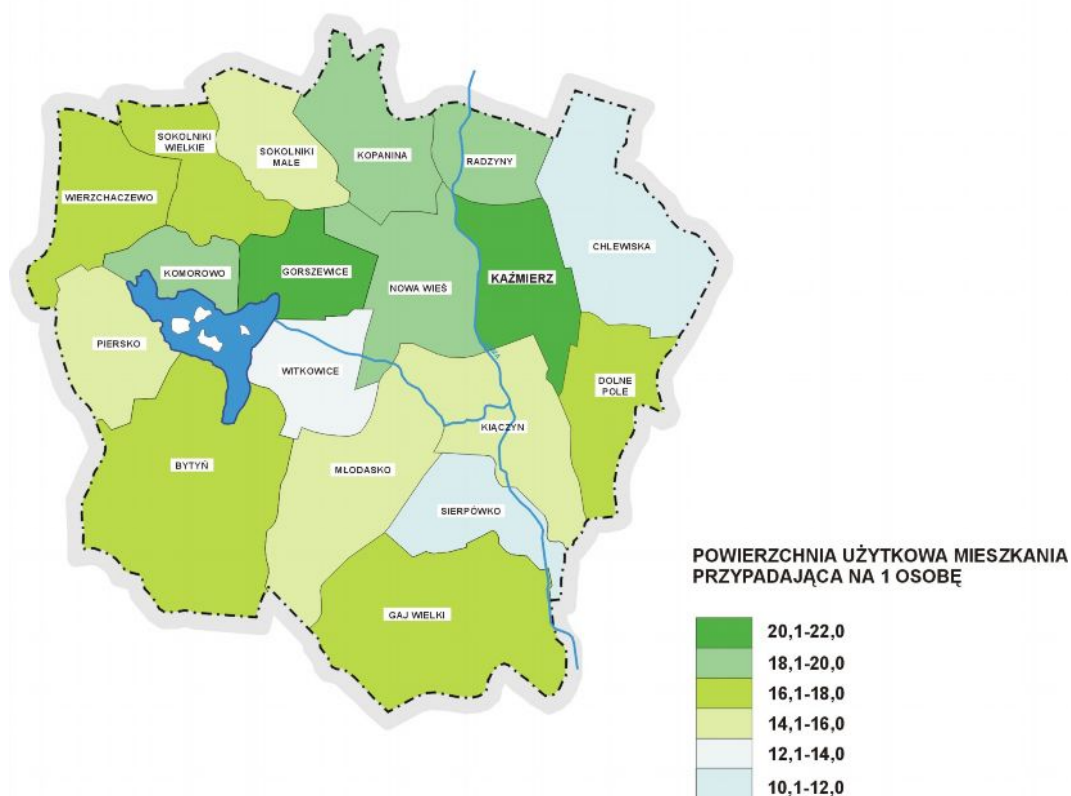 SOKOLNIKI
WIELKIE
SOKOLNIKI
MAŁE
KOPANINA
RADZYNY
WIERZCHACZEWO
CHLEWISKA
KOMOROWO
GORSZEWICE
NOWA WIEŚ
KAŹMIERZ
PIERSKO
WITKOWICE
DOLNE
POLE
KIĄCZYN
BYTYŃ
MŁODASKO
SIERPÓWKO
GAJ WIELKI
POWIERZCHNIA UŻYTKOWA MIESZKANIA
PRZYPADAJĄCA NA 1 OSOBĘ
20,1-22,0
18,1-20,0
16,1-18,0
14,1-16,0
12,1-14,0
10,1-12,0